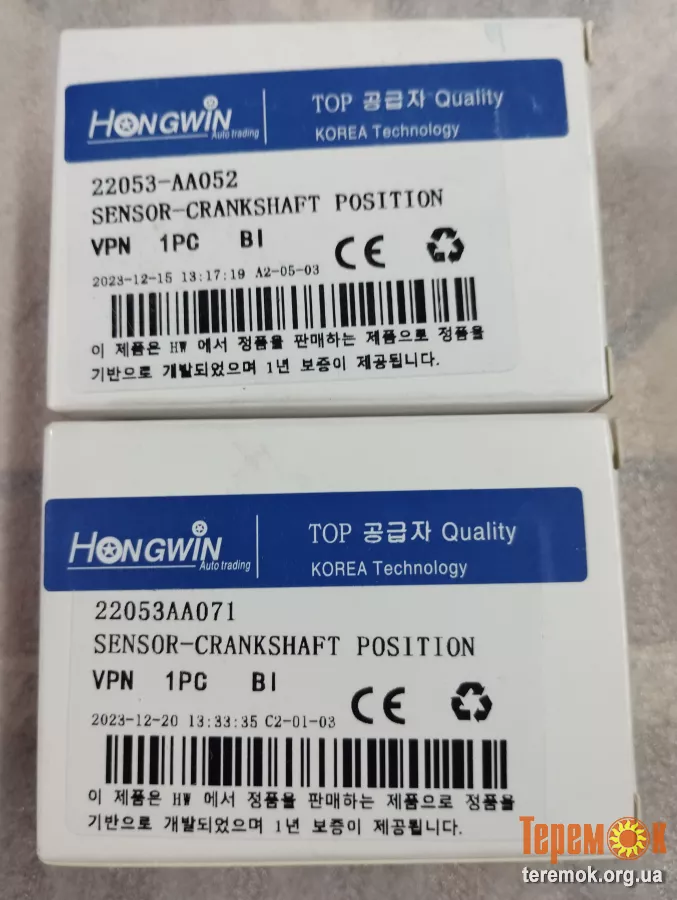 HONGWIN
Auto trading
TOP 공급자 Quality
KOREA Technology
22053-AA052
SENSOR-CRANKSHAFT POSITION
VPN 1PC BI
CE
2023-12-15 13:17:19 A2-05-03
이 제품은 HW 에서 정품을 판매하는 제품으로 정품을
기반으로 개발되었으며 1년 보증이 제공됩니다.
HONGWIN
Auto trading
TOP 공급자 Quality
KOREA Technology
22053AA071
SENSOR-CRANKSHAFT POSITION
VPN 1PC BI
CE
2023-12-20 13:33:35 C2-01-03
이 제품은 HW 에서 정품을 판매하는 제품으로 정품을
기반으로 개발되었으며 1년 보증이 제공됩니다.
Теремок
teremok.org.ua